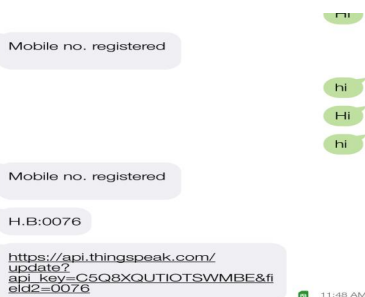 Hi
Mobile no. registered
hi
Hi
hi
Mobile no. registered
H.B:0076
https://api.thingspeak.com/
update?
api_key=C5Q8XQUTIOTSWMBE&fi
eld2=0076
11:48 AM